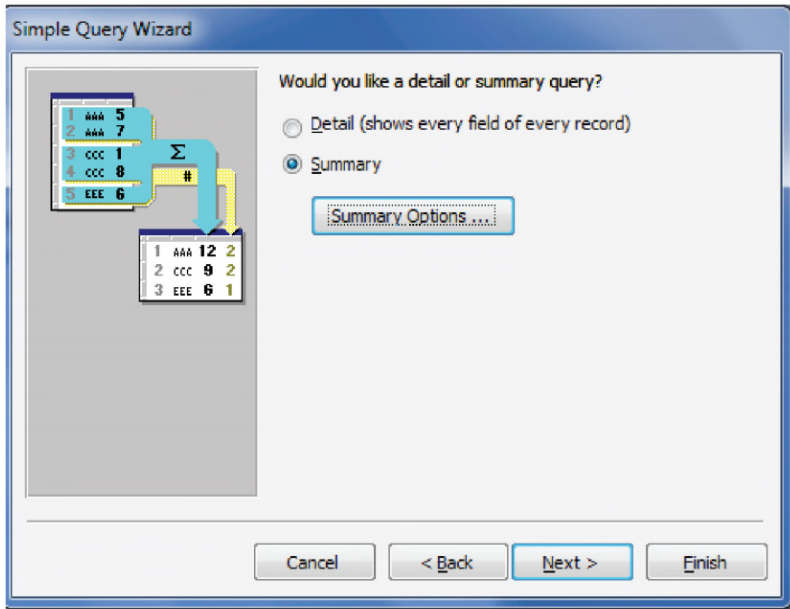 Simple Query Wizard
Would you like a detail or summary query?
Detail (shows every field of every record)
Summary
Summary Options ...
1 AAA 5
2 AAA 7
3 CCC 1
4 CCC 8
5 EEE 6
Σ
#
1 AAA 12 2
2 CCC 9 2
3 EEE 6 1
Cancel
< Back
Next >
Finish